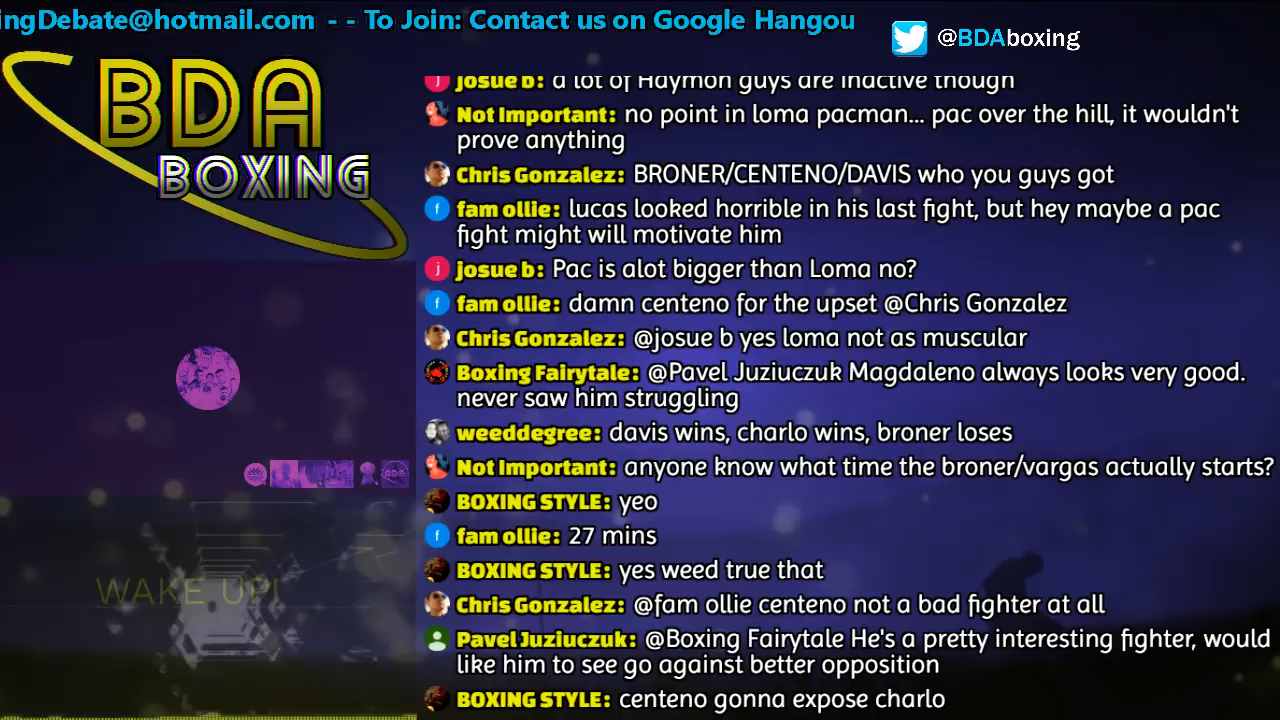 ingDebate@hotmail.com - - To Join: Contact us on Google Hangou
@BDAboxing
BDA
BOXING
josue b: a lot of Haymon guys are inactive though
Not Important: no point in loma pacman... pac over the hill, it wouldn't
prove anything
Chris Gonzalez: BRONER/CENTENO/DAVIS who you guys got
fam ollie: lucas looked horrible in his last fight, but hey maybe a pac
fight might will motivate him
josue b: Pac is alot bigger than Loma no?
fam ollie: damn centeno for the upset @Chris Gonzalez
Chris Gonzalez: @josue b yes loma not as muscular
Boxing Fairytale: @Pavel Juziuczuk Magdaleno always looks very good.
never saw him struggling
weeddegree: davis wins, charlo wins, broner loses
Not Important: anyone know what time the broner/vargas actually starts?
BOXING STYLE: yeo
fam ollie: 27 mins
BOXING STYLE: yes weed true that
Chris Gonzalez: @fam ollie centeno not a bad fighter at all
Pavel Juziuczuk: @Boxing Fairytale He's a pretty interesting fighter, would
like him to see go against better opposition
BOXING STYLE: centeno gonna expose charlo
WAKE UP!